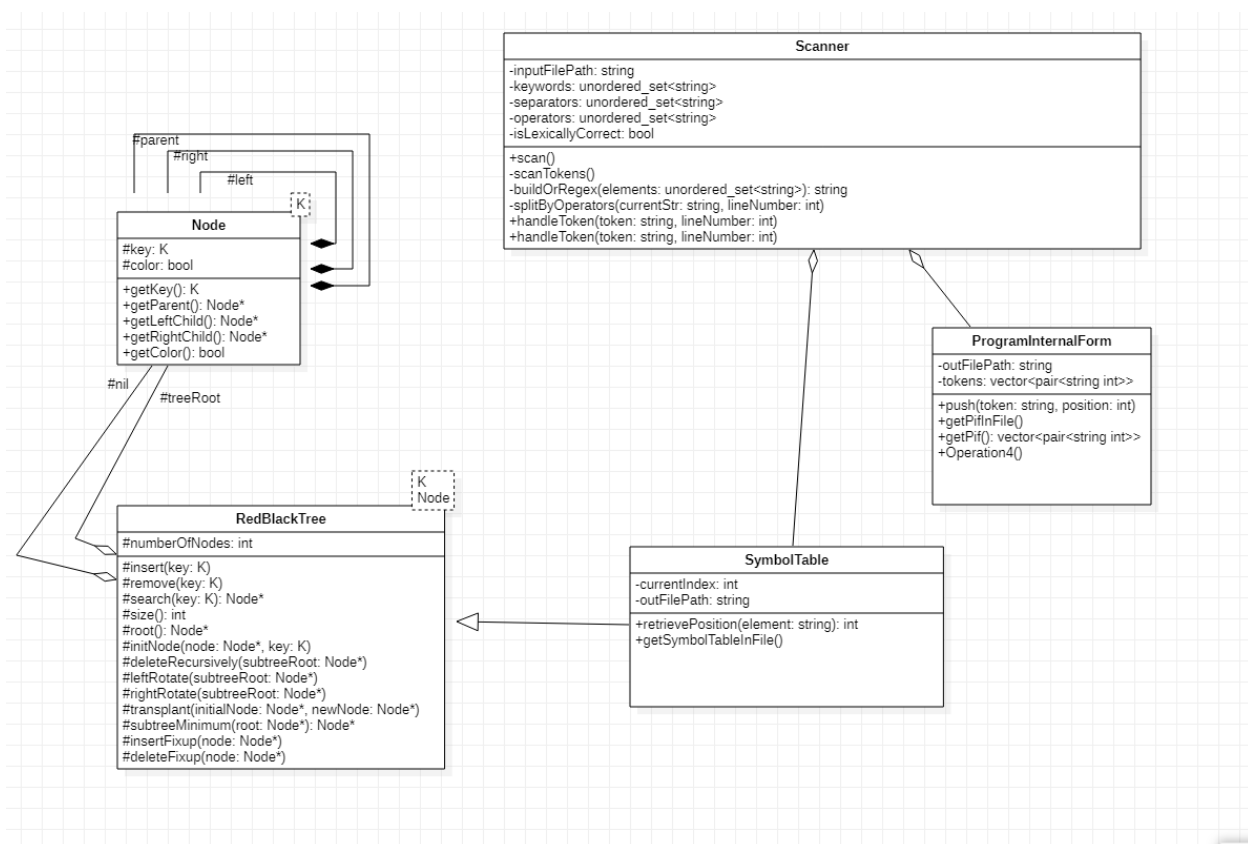 Scanner
-inputFilePath: string
-keywords: unordered_set<string>
-separators: unordered_set<string>
-operators: unordered_set<string>
-isLexicallyCorrect: bool
+scan()
-scanTokens()
-buildOrRegex(elements: unordered_set<string>): string
-splitByOperators(currentStr: string, lineNumber: int)
+handleToken(token: string, lineNumber: int)
+handleToken(token: string, lineNumber: int)
#parent
#right
#left
K
Node
#key: K
#color: bool
+getKey(): K
+getParent(): Node*
+getLeftChild(): Node*
+getRightChild(): Node*
+getColor(): bool
#nil
#treeRoot
ProgramInternalForm
-outFilePath: string
-tokens: vector<pair<string int>>
+push(token: string, position: int)
+getPifInFile()
+getPif(): vector<pair<string int>>
+Operation4()
K
Node
RedBlackTree
#numberOfNodes: int
#insert(key: K)
#remove(key: K)
#search(key: K): Node*
#size(): int
#root(): Node*
#initNode(node: Node*, key: K)
#deleteRecursively(subtreeRoot: Node*)
#leftRotate(subtreeRoot: Node*)
#rightRotate(subtreeRoot: Node*)
#transplant(initialNode: Node*, newNode: Node*)
#subtreeMinimum(root: Node*): Node*
#insertFixup(node: Node*)
#deleteFixup(node: Node*)
SymbolTable
-currentIndex: int
-outFilePath: string
+retrievePosition(element: string): int
+getSymbolTableInFile()